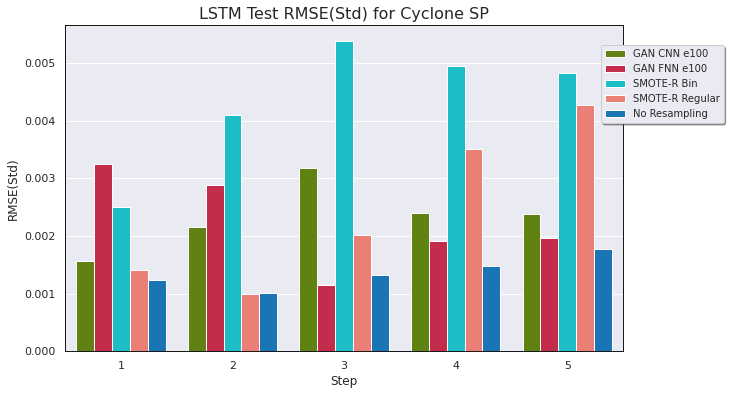 LSTM Test RMSE(Std) for Cyclone SP
GAN CNN e100
GAN FNN e100
SMOTE-R Bin
SMOTE-R Regular
No Resampling
RMSE(Std)
0.005
0.004
0.003
0.002
0.001
0.000
1 2 3 4 5
Step